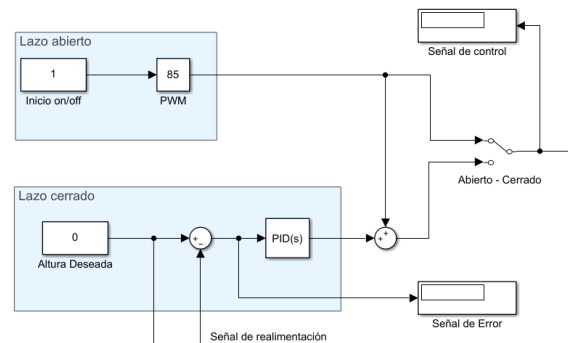 Lazo abierto
Señal de control
1
85
Inicio on/off
PWM
Abierto - Cerrado
Lazo cerrado
0
+
−
PID(s)
+
+
Altura Deseada
Señal de Error
Señal de realimentación